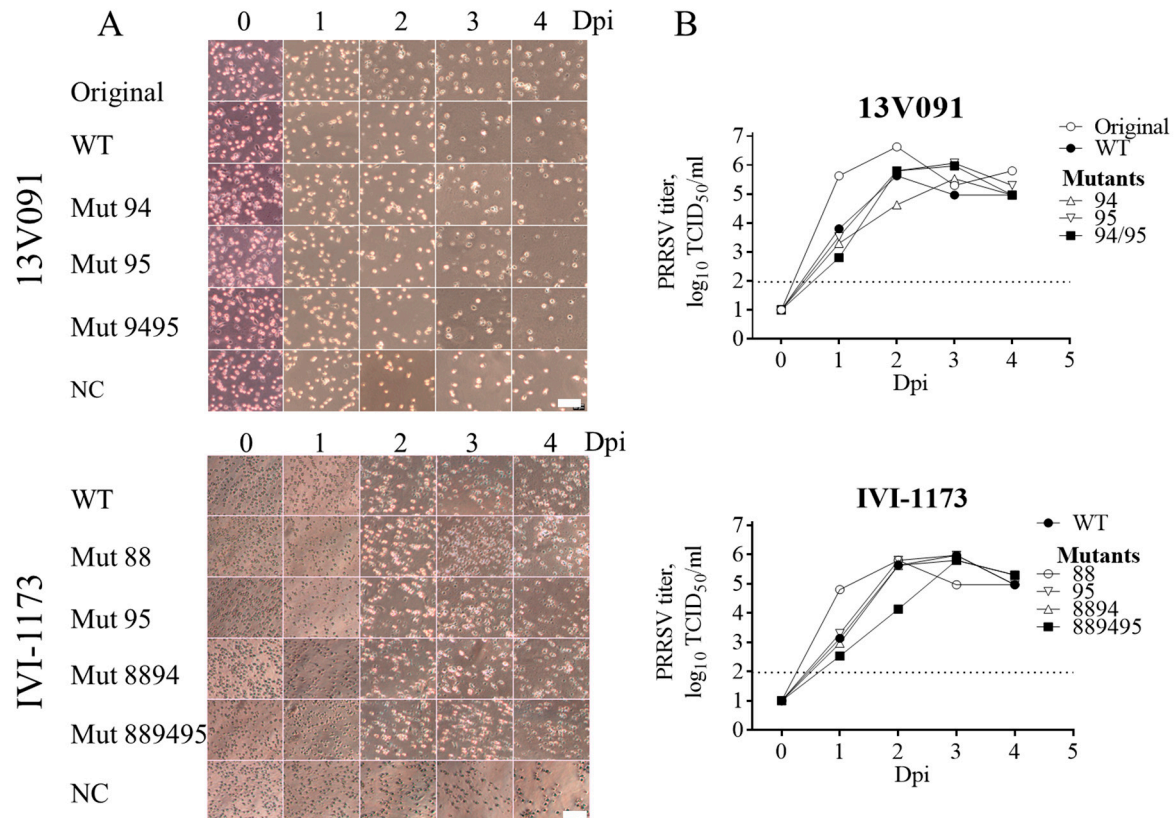 A
0 1 2 3 4 Dpi
13V091
Original
WT
Mut 94
Mut 95
Mut 9495
NC
0 1 2 3 4 Dpi
IVI-1173
WT
Mut 88
Mut 95
Mut 8894
Mut 889495
NC
B
13V091
PRRSV titer,
log10 TCID50/ml
7
6
5
4
3
2
1
0
0 1 2 3 4 5
Dpi
Original
WT
Mutants
94
95
94/95
IVI-1173
PRRSV titer,
log10 TCID50/ml
7
6
5
4
3
2
1
0
0 1 2 3 4 5
Dpi
WT
Mutants
88
95
8894
889495